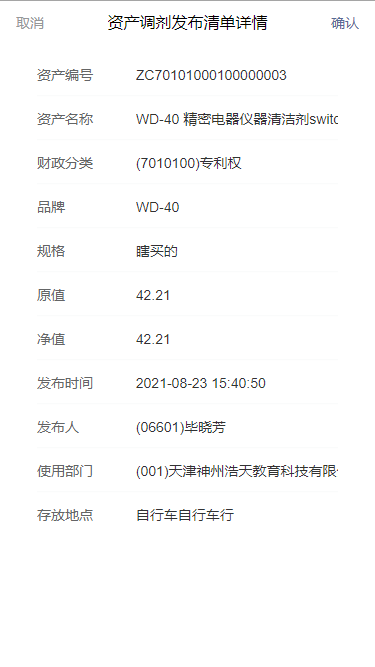 取消 资产调剂发布清单详情 确认
资产编号 ZC70101000100000003
资产名称 WD-40 精密电器仪器清洁剂switc
财政分类 (7010100)专利权
品牌 WD-40
规格 瞎买的
原值 42.21
净值 42.21
发布时间 2021-08-23 15:40:50
发布人 (06601)毕晓芳
使用部门 (001)天津神州浩天教育科技有限
存放地点 自行车自行车行